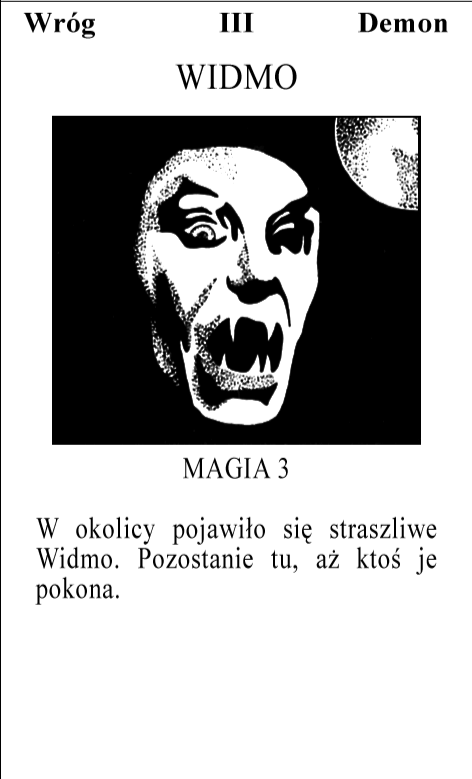 Wróg III Demon
WIDMO
MAGIA 3
W okolicy pojawiło się straszliwe
Widmo. Pozostanie tu, aż ktoś je
pokona.